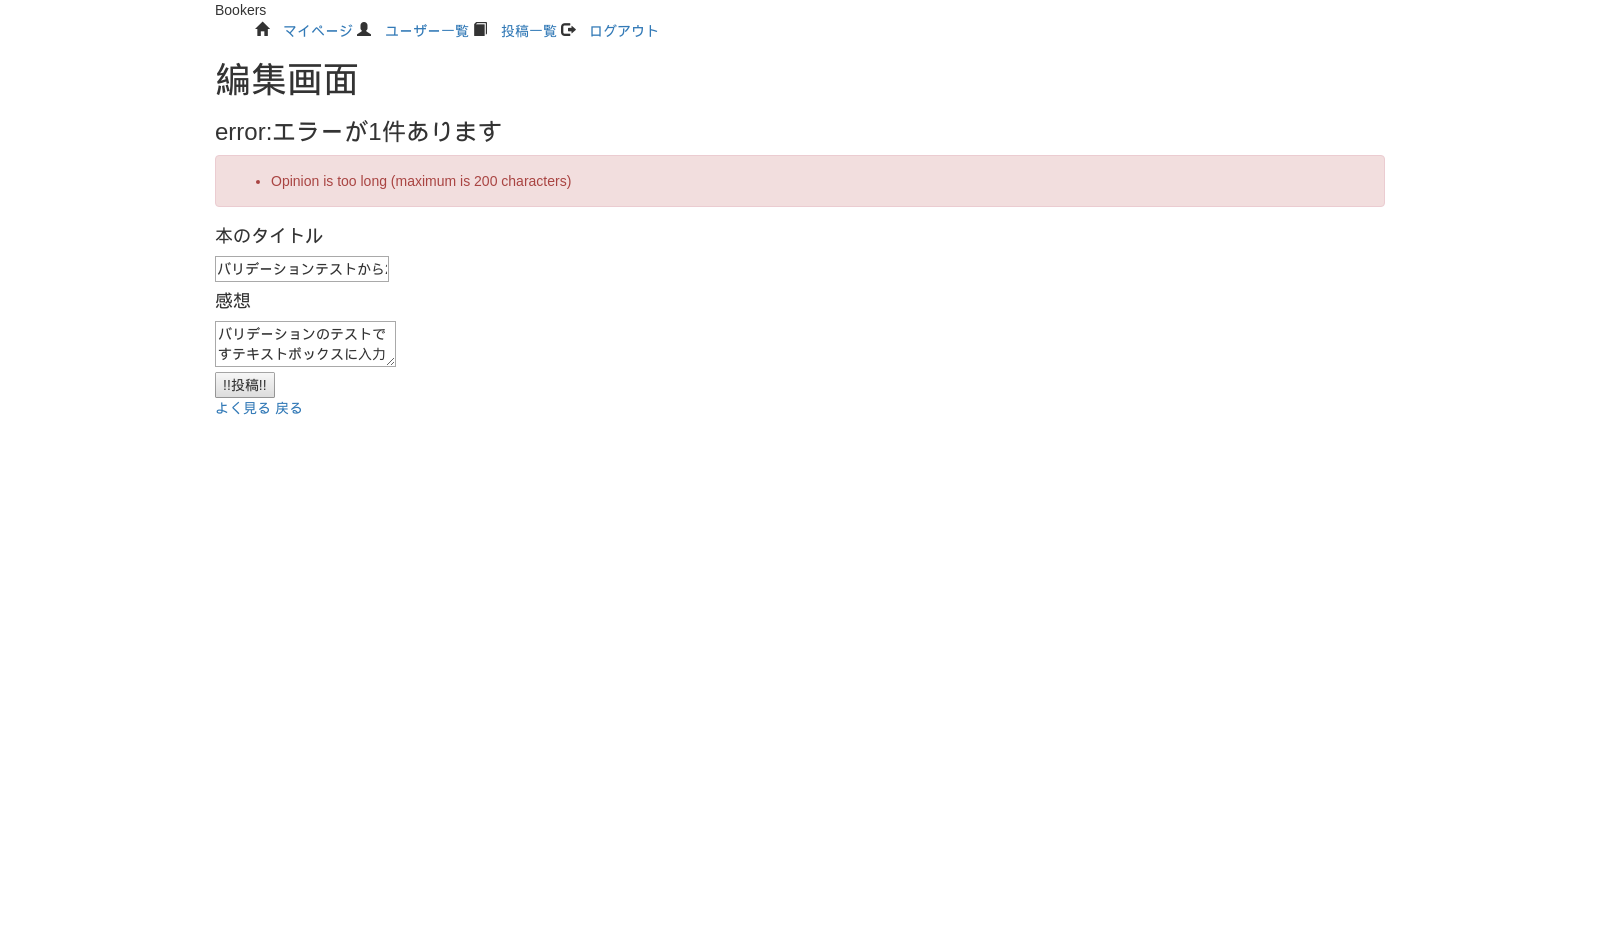 Bookers
マイページ ユーザー一覧 投稿一覧 ログアウト
編集画面
error:エラーが1件あります
Opinion is too long (maximum is 200 characters)
本のタイトル
バリデーションテストから
感想
バリデーションのテストで
すテキストボックスに入力
!!投稿!!
よく見る 戻る